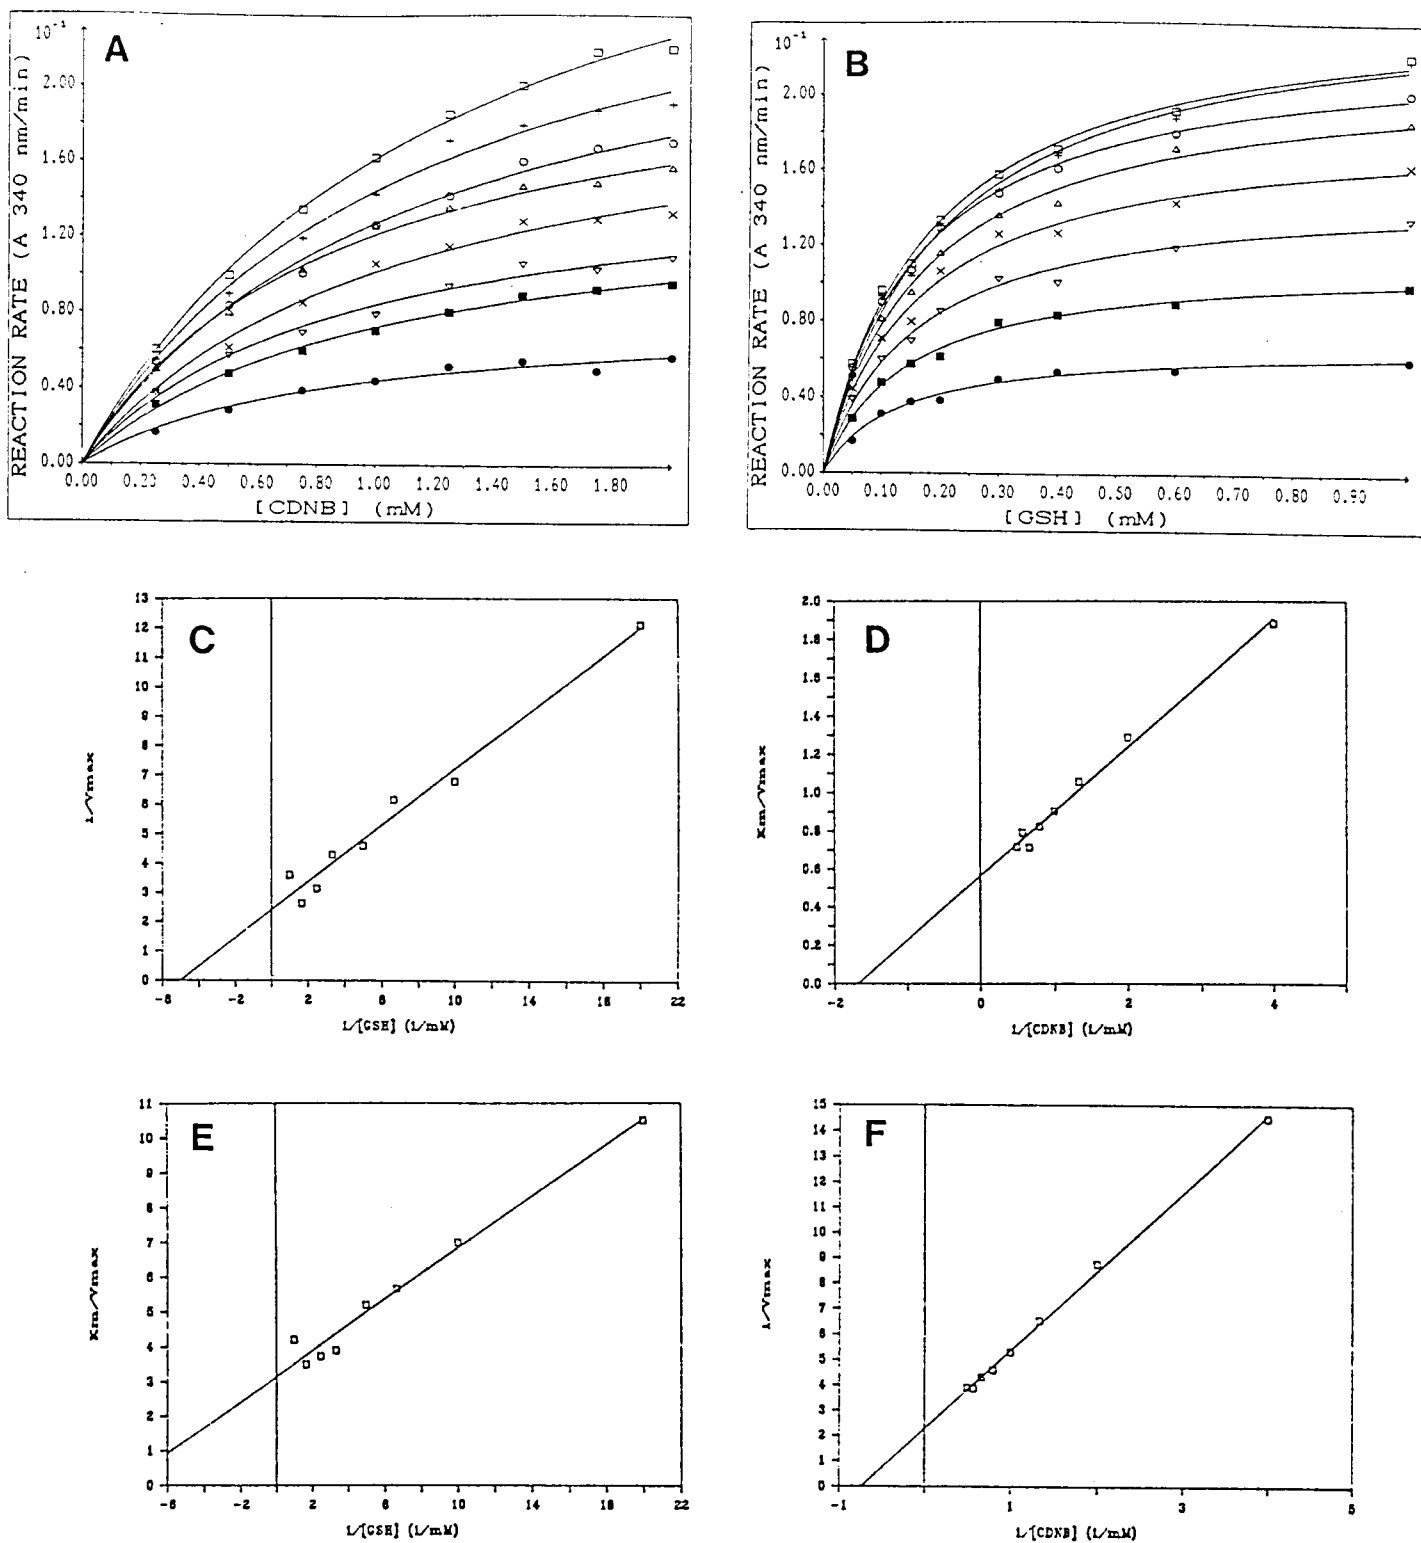 10⁻¹
A
REACTION RATE (A 340 nm/min)
2.00
1.60
1.20
0.80
0.40
0.00
0.00 0.20 0.40 0.60 0.80 1.00 1.20 1.40 1.60 1.80
[CDNB] (mM)
10⁻¹
B
REACTION RATE (A 340 nm/min)
2.00
1.60
1.20
0.80
0.40
0.00
0.00 0.10 0.20 0.30 0.40 0.50 0.60 0.70 0.80 0.90
[GSH] (mM)
C
1/Vmax
13
12
11
10
9
8
7
6
5
4
3
2
1
0
-6 -2 2 6 10 14 18 22
1/[GSH] (1/mM)
D
Km/Vmax
2.0
1.8
1.6
1.4
1.2
1.0
0.8
0.6
0.4
0.2
0.0
-2 0 2 4
1/[CDNB] (1/mM)
E
Km/Vmax
11
10
9
8
7
6
5
4
3
2
1
0
-6 -2 2 6 10 14 18 22
1/[GSH] (1/mM)
F
1/Vmax
15
14
13
12
11
10
9
8
7
6
5
4
3
2
1
0
-1 1 3 5
1/[CDNB] (1/mM)